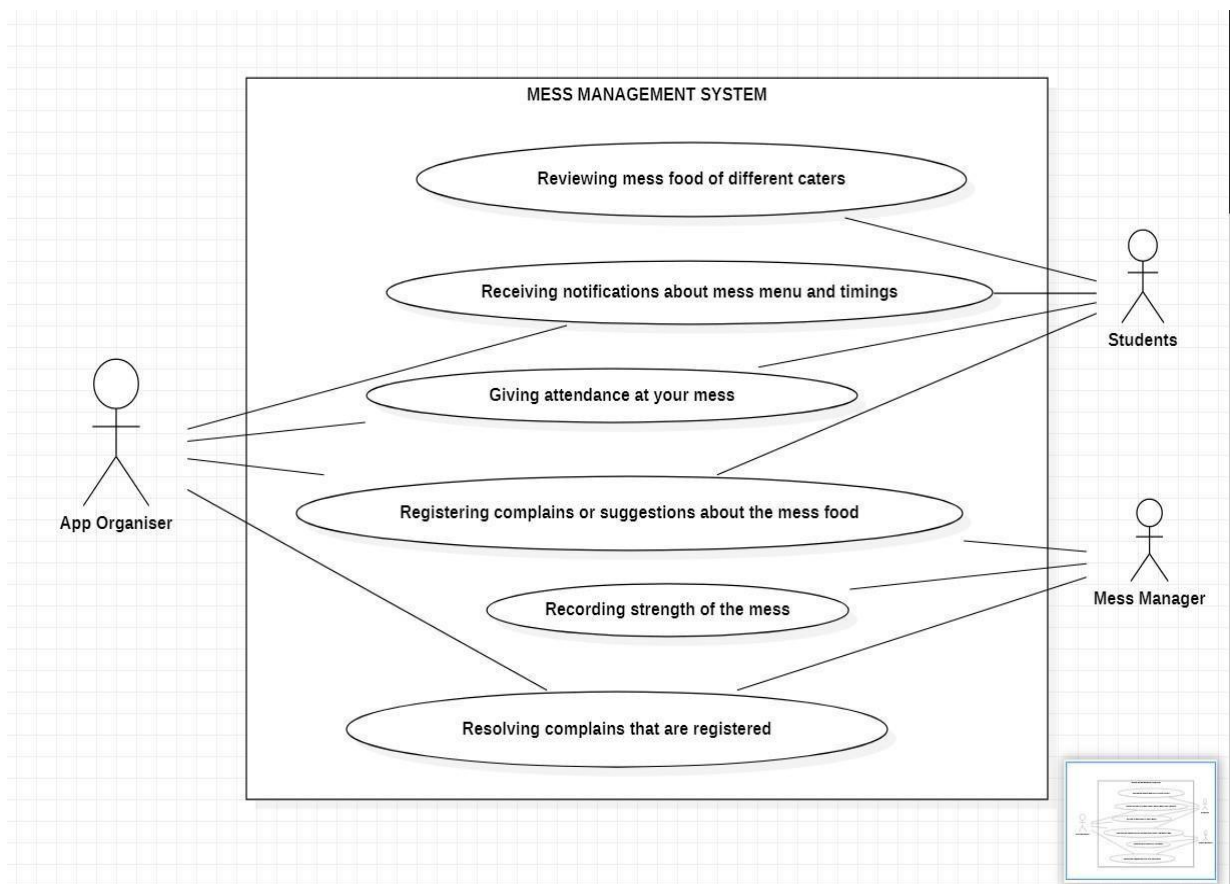 MESS MANAGEMENT SYSTEM
Reviewing mess food of different caters
Receiving notifications about mess menu and timings
Students
Giving attendance at your mess
App Organiser
Registering complains or suggestions about the mess food
Mess Manager
Recording strength of the mess
Resolving complains that are registered